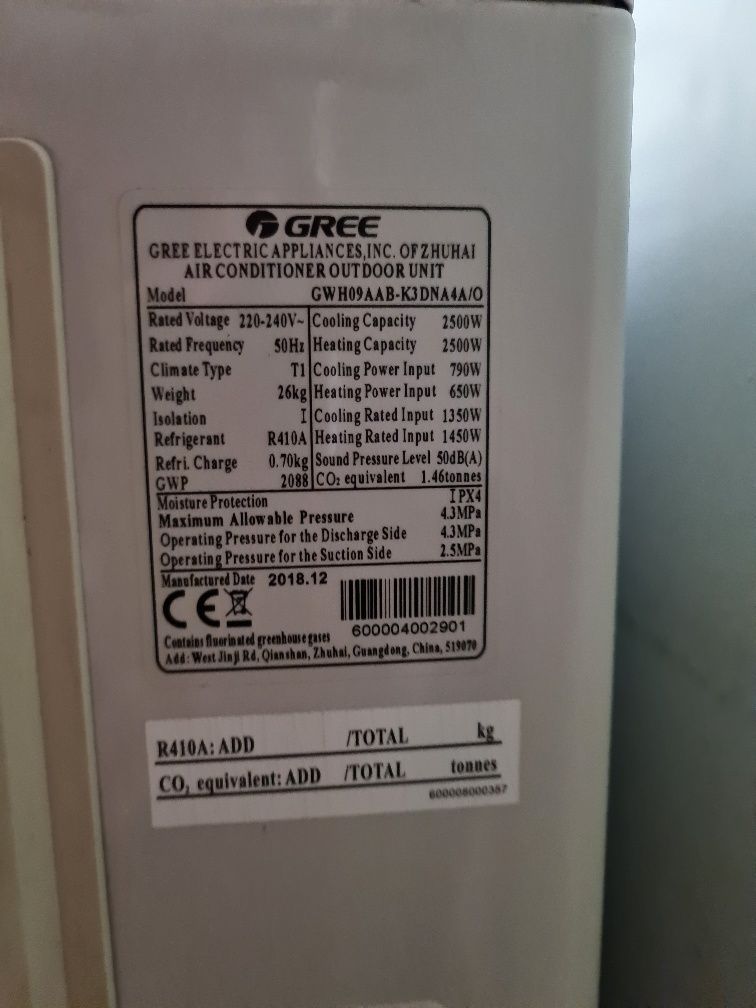 GREE
GREE ELECTRIC APPLIANCES,INC. OF ZHUHAI
AIR CONDITIONER OUTDOOR UNIT
Model GWH09AAB-K3DNA4A/O
Rated Voltage 220-240V~ Cooling Capacity 2500W
Rated Frequency 50Hz Heating Capacity 2500W
Climate Type T1 Cooling Power Input 790W
Weight 26kg Heating Power Input 650W
Isolation I Cooling Rated Input 1350W
Refrigerant R410A Heating Rated Input 1450W
Refri. Charge 0.70kg Sound Pressure Level 50dB(A)
GWP 2088 CO₂ equivalent 1.46tonnes
Moisture Protection IPX4
Maximum Allowable Pressure 4.3MPa
Operating Pressure for the Discharge Side 4.3MPa
Operating Pressure for the Suction Side 2.5MPa
Manufactured Date 2018.12
CE
600004002901
Contains fluorinated greenhouse gases
Add: West Jinji Rd, Qianshan, Zhuhai, Guangdong, China, 519070
R410A: ADD /TOTAL kg
CO₂ equivalent: ADD /TOTAL tonnes
600008000387